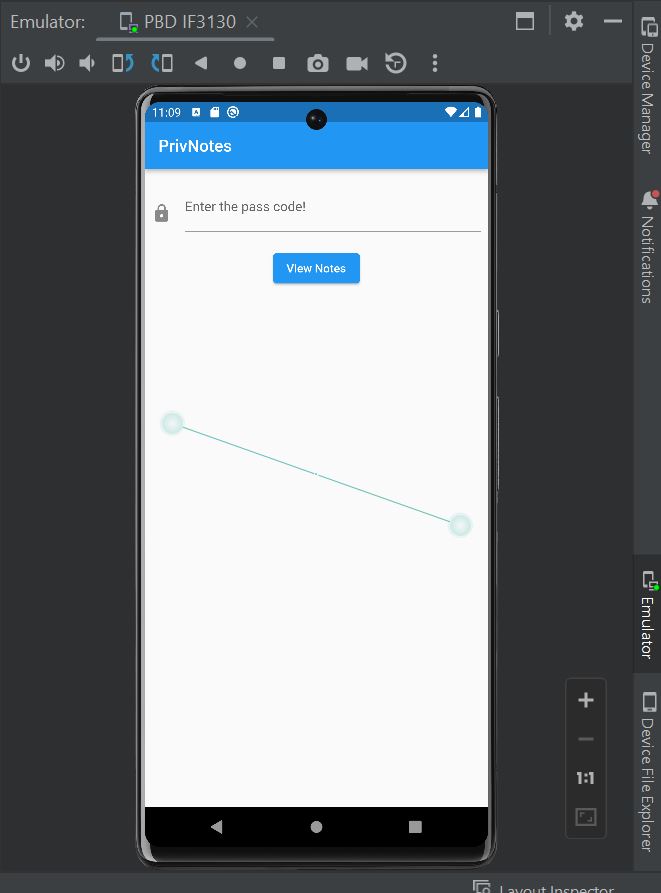 Emulator: PBD IF3130
Device Manager
Notifications
11:09
PrivNotes
Enter the pass code!
View Notes
Emulator
1:1
Device File Explorer
Layout Inspector